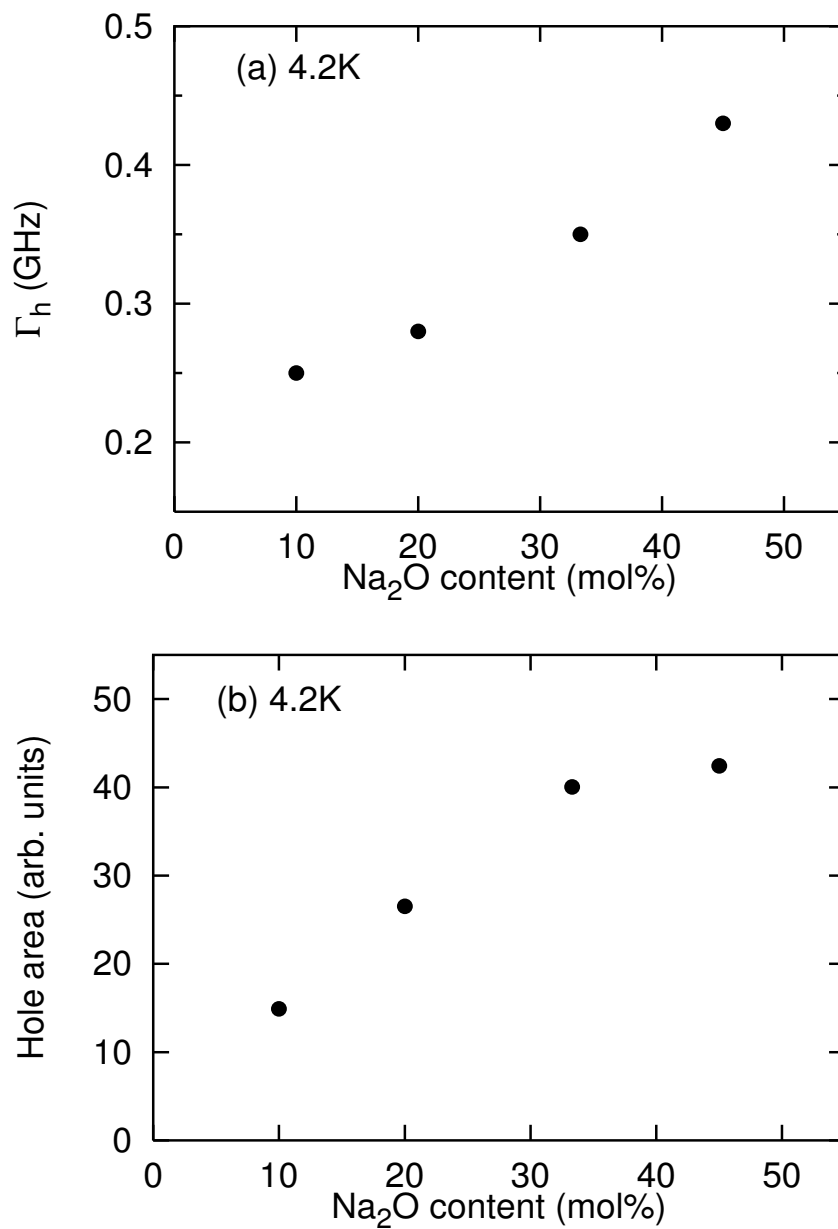 0.5
(a) 4.2K
0.4
Γh (GHz)
0.3
0.2
0 10 20 30 40 50
Na2O content (mol%)
(b) 4.2K
50
40
Hole area (arb. units)
30
20
10
0
0 10 20 30 40 50
Na2O content (mol%)